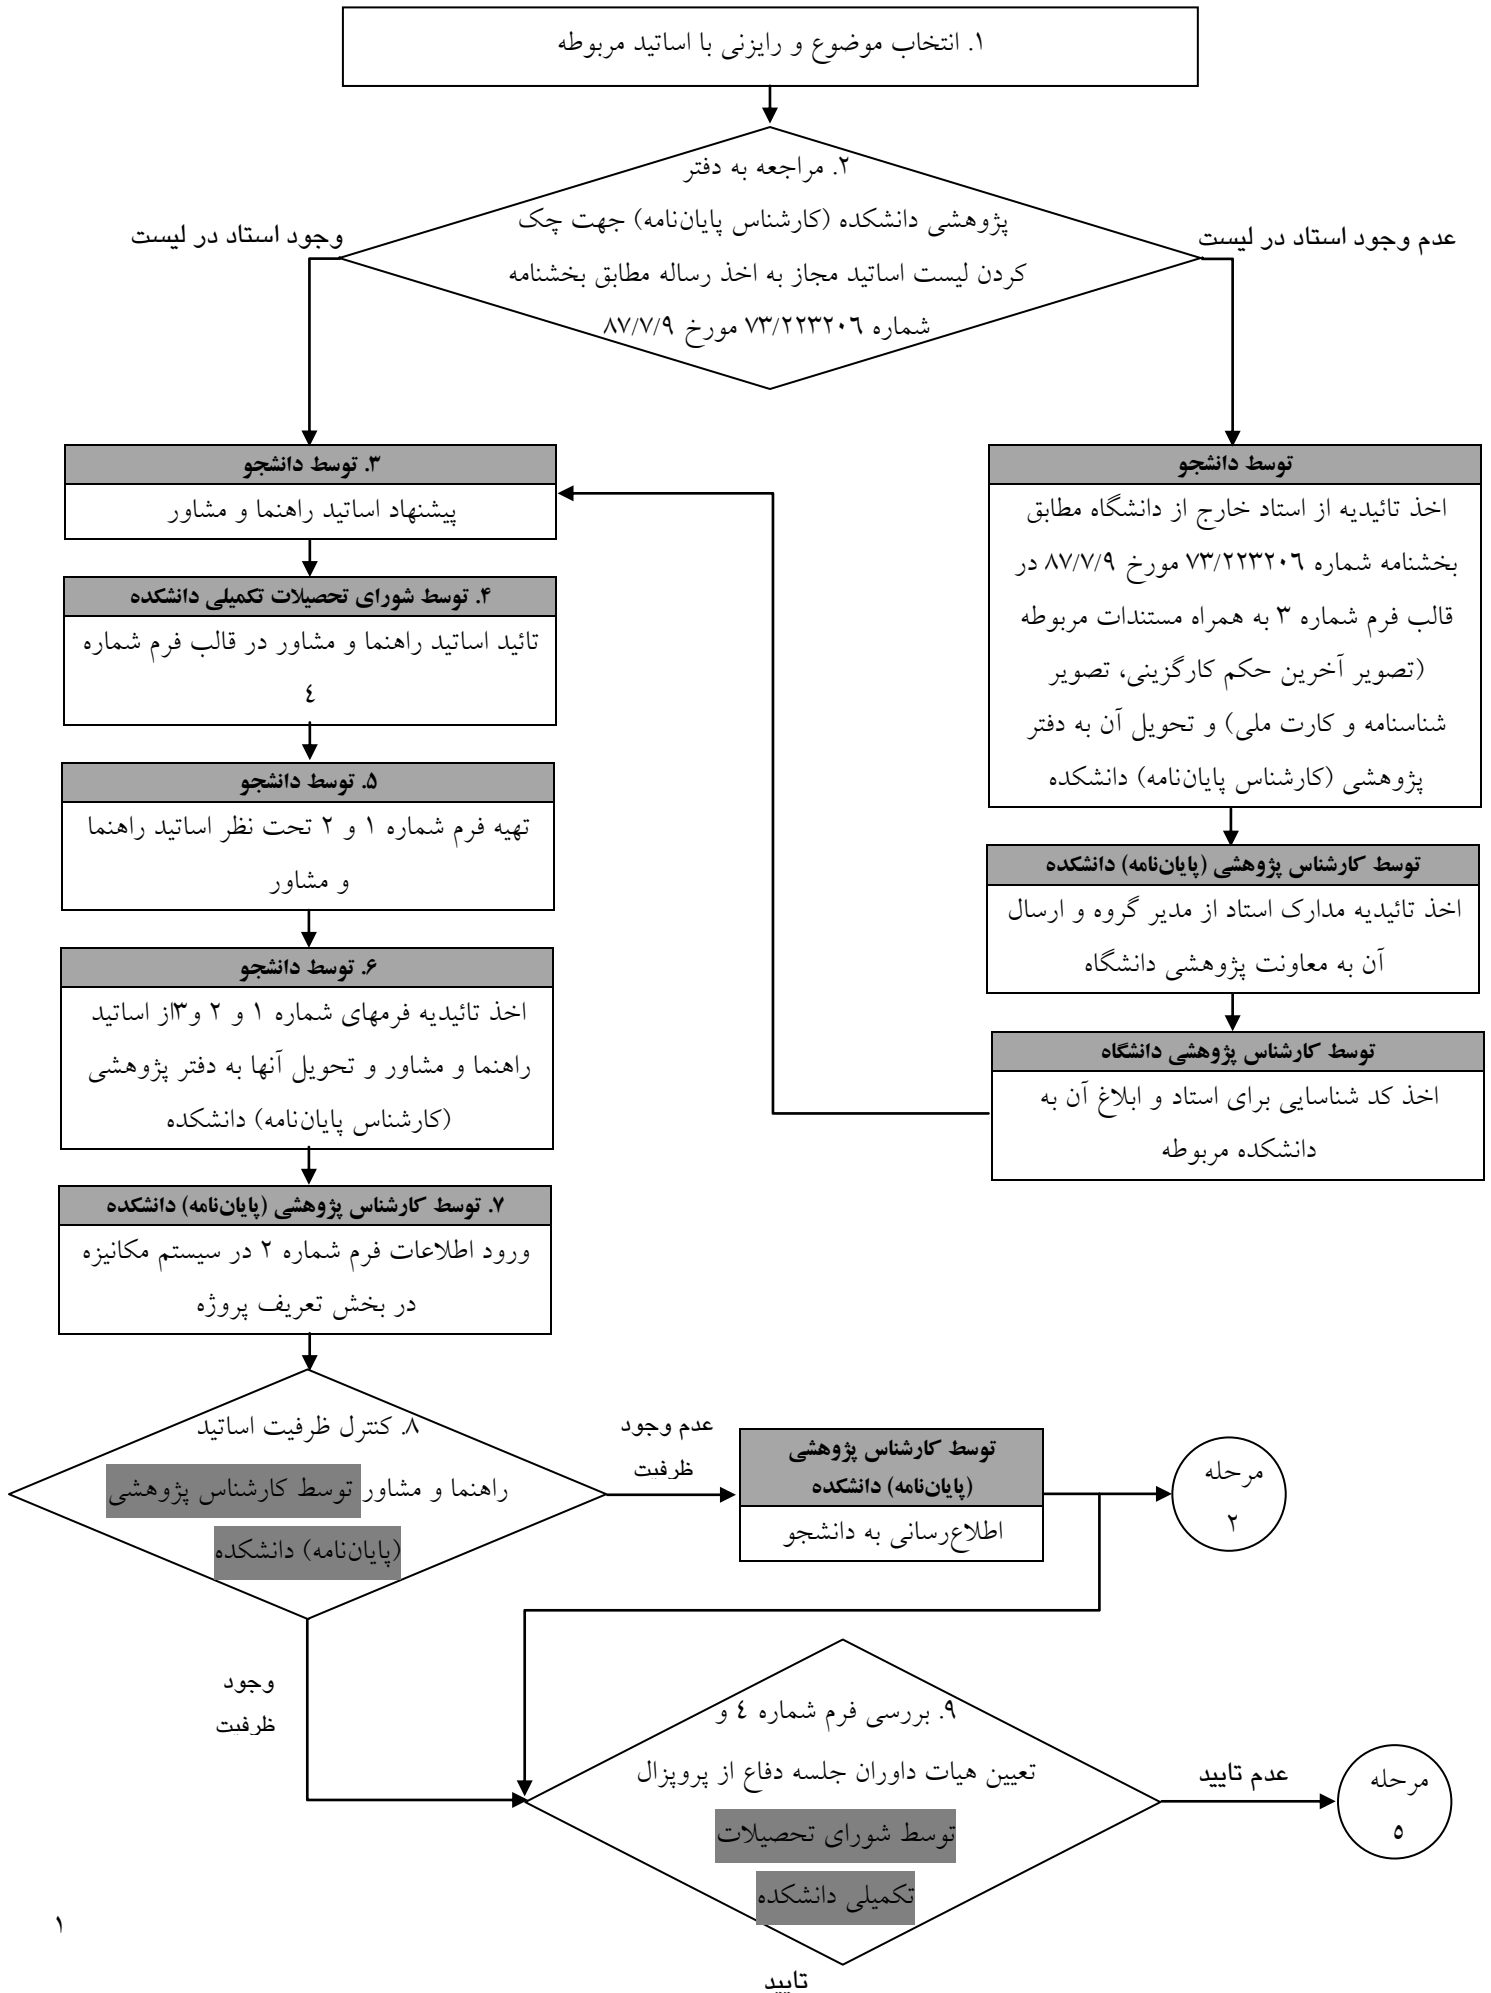 ۱. انتخاب موضوع و رایزنی با اساتید مربوطه
۲. مراجعه به دفتر
پژوهشی دانشکده (کارشناس پایان‌نامه) جهت چک
کردن لیست اساتید مجاز به اخذ رساله مطابق بخشنامه
شماره ۷۳/۲۲۳۲۰٦ مورخ ۸۷/۷/۹
وجود استاد در لیست
عدم وجود استاد در لیست
توسط دانشجو
اخذ تائیدیه از استاد خارج از دانشگاه مطابق
بخشنامه شماره ۷۳/۲۲۳۲۰٦ مورخ ۸۷/۷/۹ در
قالب فرم شماره ۳ به همراه مستندات مربوطه
(تصویر آخرین حکم کارگزینی، تصویر
شناسنامه و کارت ملی) و تحویل آن به دفتر
پژوهشی (کارشناس پایان‌نامه) دانشکده
توسط کارشناس پژوهشی (پایان‌نامه) دانشکده
اخذ تائیدیه مدارک استاد از مدیر گروه و ارسال
آن به معاونت پژوهشی دانشگاه
توسط کارشناس پژوهشی دانشگاه
اخذ کد شناسایی برای استاد و ابلاغ آن به
دانشکده مربوطه
۳. توسط دانشجو
پیشنهاد اساتید راهنما و مشاور
۴. توسط شورای تحصیلات تکمیلی دانشکده
تائید اساتید راهنما و مشاور در قالب فرم شماره
٤
۵. توسط دانشجو
تهیه فرم شماره ۱ و ۲ تحت نظر اساتید راهنما
و مشاور
۶. توسط دانشجو
اخذ تائیدیه فرمهای شماره ۱ و ۲ و۳از اساتید
راهنما و مشاور و تحویل آنها به دفتر پژوهشی
(کارشناس پایان‌نامه) دانشکده
۷. توسط کارشناس پژوهشی (پایان‌نامه) دانشکده
ورود اطلاعات فرم شماره ۲ در سیستم مکانیزه
در بخش تعریف پروژه
۸. کنترل ظرفیت اساتید
راهنما و مشاور توسط کارشناس پژوهشی
(پایان‌نامه) دانشکده
عدم وجود
ظرفیت
توسط کارشناس پژوهشی
(پایان‌نامه) دانشکده
اطلاع‌رسانی به دانشجو
مرحله
۲
وجود
ظرفیت
۹. بررسی فرم شماره ٤ و
تعیین هیات داوران جلسه دفاع از پروپزال
توسط شورای تحصیلات
تکمیلی دانشکده
عدم تایید
مرحله
٥
تایید
۱